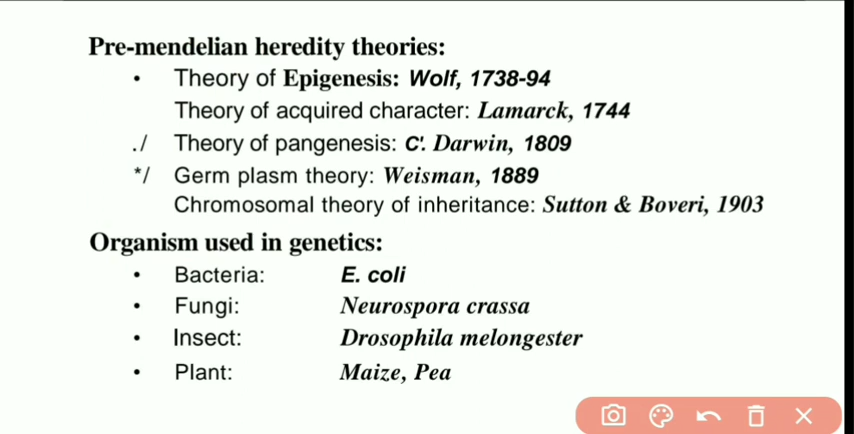 Pre-mendelian heredity theories:
• Theory of Epigenesis: Wolf, 1738-94
Theory of acquired character: Lamarck, 1744
./ Theory of pangenesis: C'. Darwin, 1809
*/ Germ plasm theory: Weisman, 1889
Chromosomal theory of inheritance: Sutton & Boveri, 1903
Organism used in genetics:
• Bacteria: E. coli
• Fungi: Neurospora crassa
• Insect: Drosophila melongester
• Plant: Maize, Pea